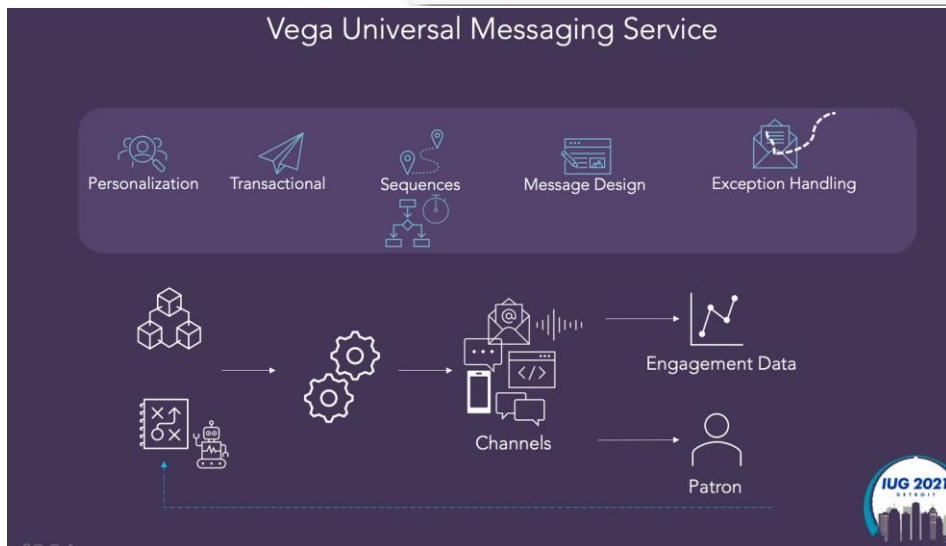 Vega Universal Messaging Service
Personalization
Transactional
Sequences
Message Design
Exception Handling
@
</>
X
O X
Engagement Data
Channels
Patron
IUG 2021
DETROIT